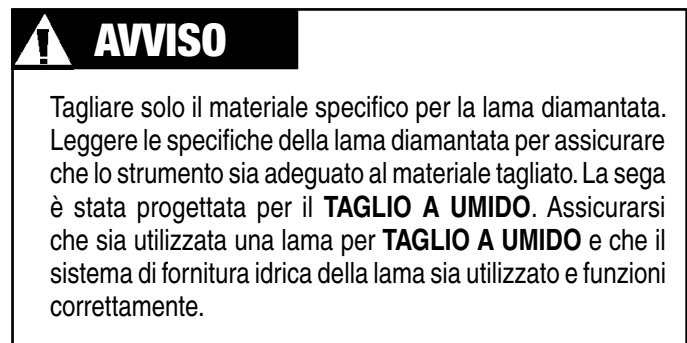 AVVISO
Tagliare solo il materiale specifico per la lama diamantata.
Leggere le specifiche della lama diamantata per assicurare
che lo strumento sia adeguato al materiale tagliato. La sega
è stata progettata per il TAGLIO A UMIDO. Assicurarsi
che sia utilizzata una lama per TAGLIO A UMIDO e che il
sistema di fornitura idrica della lama sia utilizzato e funzioni
correttamente.